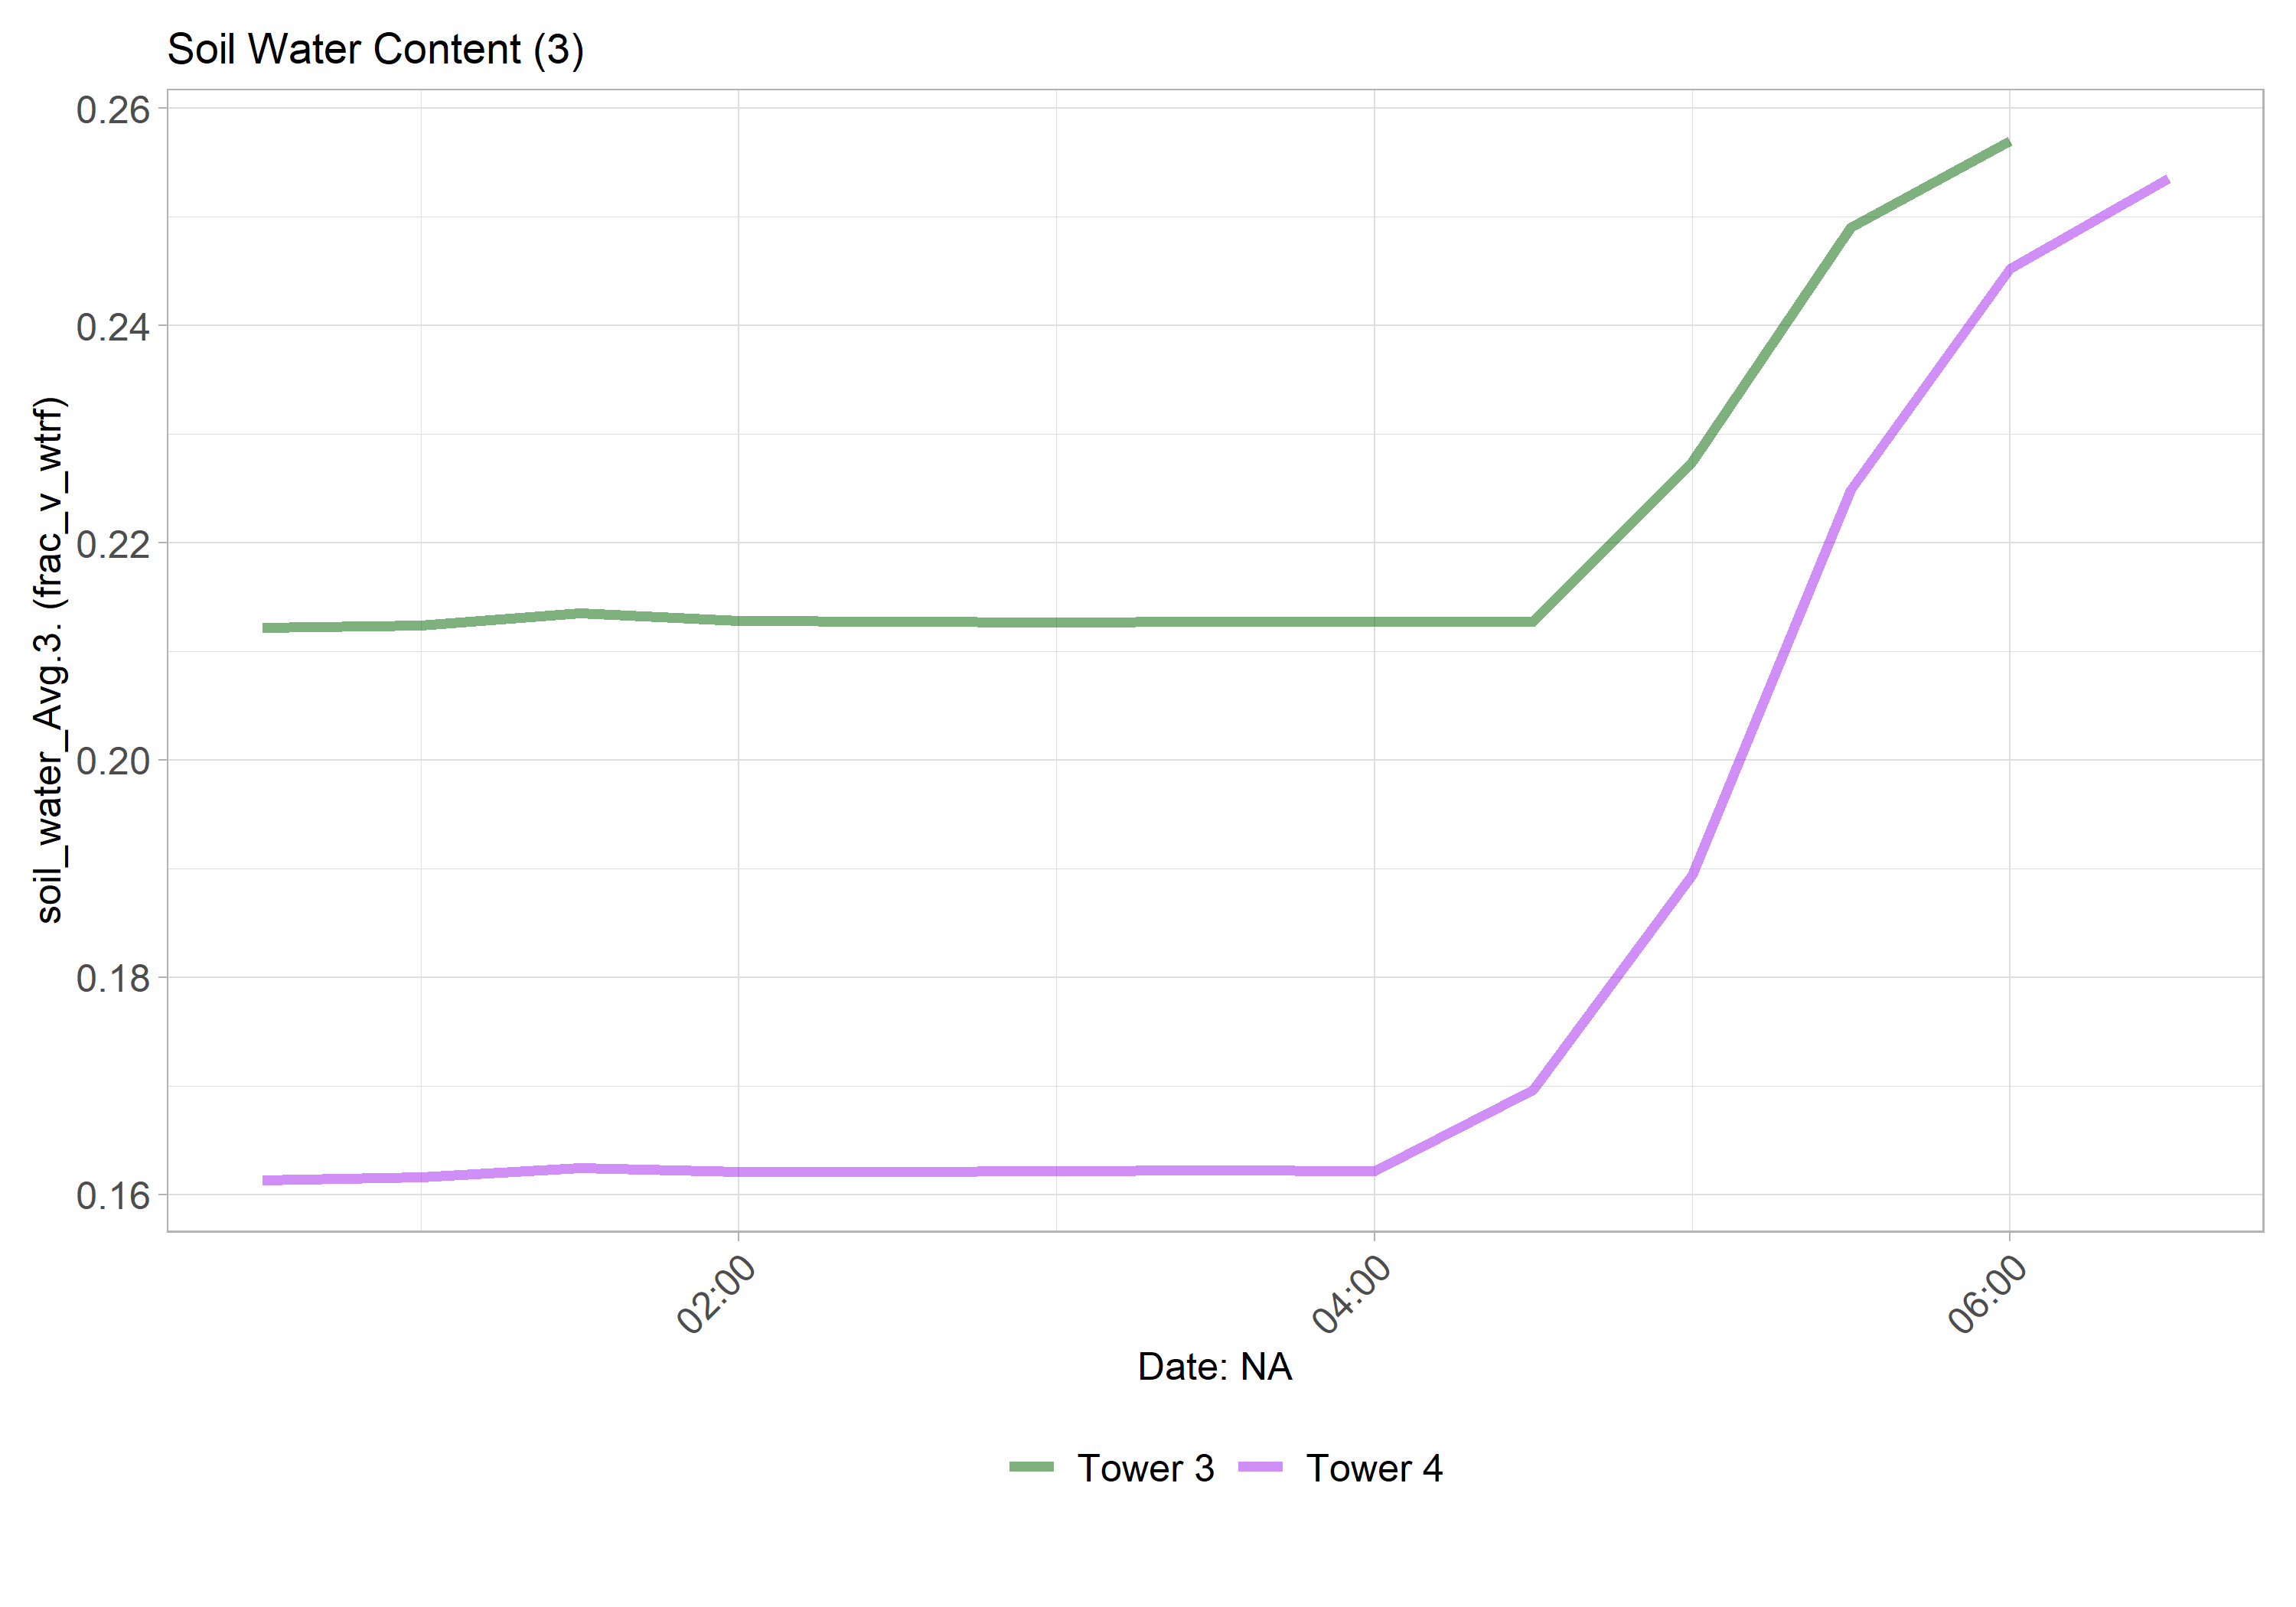 Soil Water Content (3)
soil_water_Avg.3. (frac_v_wtrf)
0.26
0.24
0.22
0.20
0.18
0.16
02:00
04:00
06:00
Date: NA
Tower 3
Tower 4